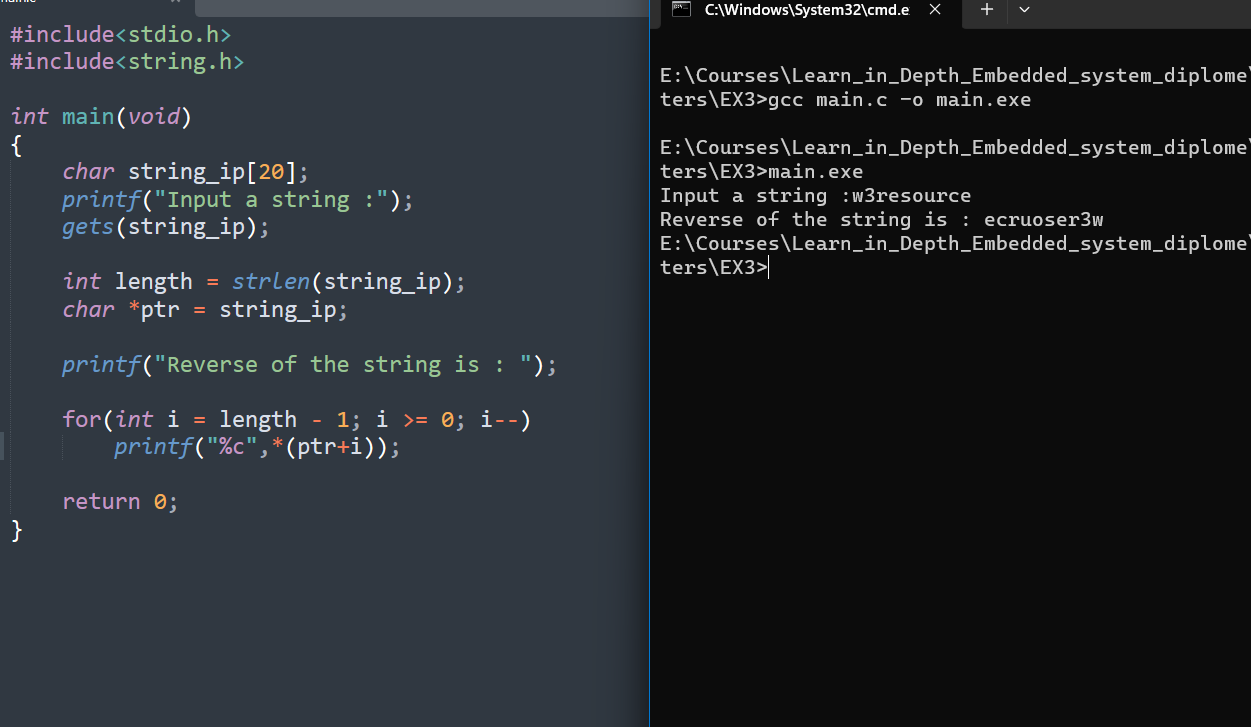 #include<stdio.h>
#include<string.h>
int main(void)
{
char string_ip[20];
printf("Input a string :");
gets(string_ip);
int length = strlen(string_ip);
char *ptr = string_ip;
printf("Reverse of the string is : ");
for(int i = length - 1; i >= 0; i--)
printf("%c",*(ptr+i));
return 0;
}
C:\Windows\System32\cmd.e
E:\Courses\Learn_in_Depth_Embedded_system_diplome\
ters\EX3>gcc main.c -o main.exe
E:\Courses\Learn_in_Depth_Embedded_system_diplome\
ters\EX3>main.exe
Input a string :w3resource
Reverse of the string is : ecruoser3w
E:\Courses\Learn_in_Depth_Embedded_system_diplome\
ters\EX3>